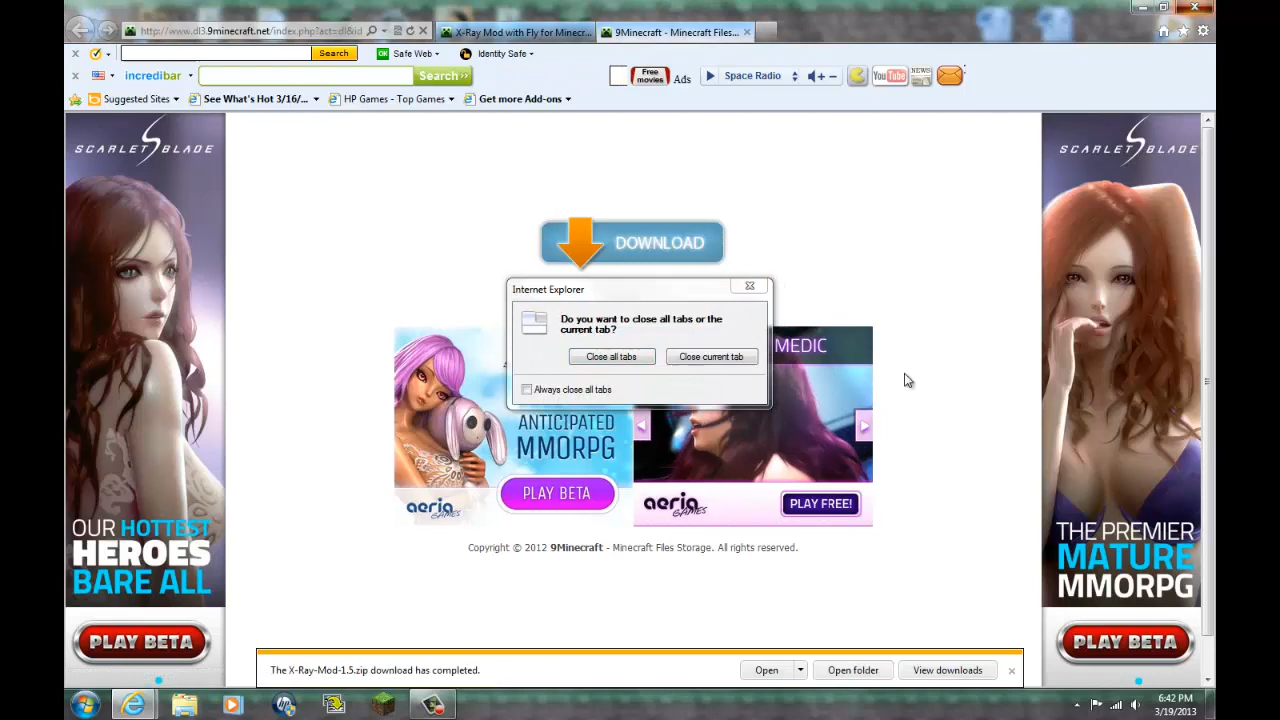 http://www.dl3.9minecraft.net/index.php?act=dl&id
X-Ray Mod with Fly for Minecr...
9Minecraft - Minecraft Files...
Search
OK Safe Web
Identity Safe
incredibar
Search
Free movies
Ads
Space Radio
YouTube
NEWS
Suggested Sites
See What's Hot 3/16/...
HP Games - Top Games
Get more Add-ons
SCARLET BLADE
SCARLET BLADE
DOWNLOAD
Internet Explorer
Do you want to close all tabs or the
current tab?
Close all tabs
Close current tab
Always close all tabs
MEDIC
ANTICIPATED
MMORPG
PLAY BETA
aeria GAMES
aeria GAMES
PLAY FREE!
Copyright © 2012 9Minecraft - Minecraft Files Storage. All rights reserved.
OUR HOTTEST
HEROES
BARE ALL
PLAY BETA
THE PREMIER
MATURE
MMORPG
PLAY BETA
The X-Ray-Mod-1.5.zip download has completed.
Open
Open folder
View downloads
6:42 PM
3/19/2013